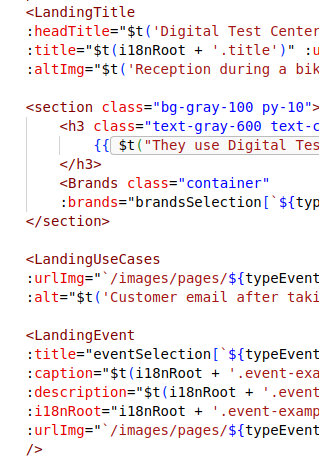 <LandingTitle
:headTitle="$t('Digital Test Center
:title="$t(i18nRoot + '.title')" :u
:altImg="$t('Reception during a bik
<section class="bg-gray-100 py-10">
<h3 class="text-gray-600 text-c
{{ $t("They use Digital Tes
</h3>
<Brands class="container"
:brands="brandsSelection[`${typ
</section>
<LandingUseCases
:urlImg="`/images/pages/${typeEvent
:alt="$t('Customer email after taki
<LandingEvent
:title="eventSelection[`${typeEvent
:caption="$t(i18nRoot + '.event-exa
:description="$t(i18nRoot + '.event
:i18nRoot="i18nRoot + '.event-examp
:urlImg="`/images/pages/${typeEvent
/>